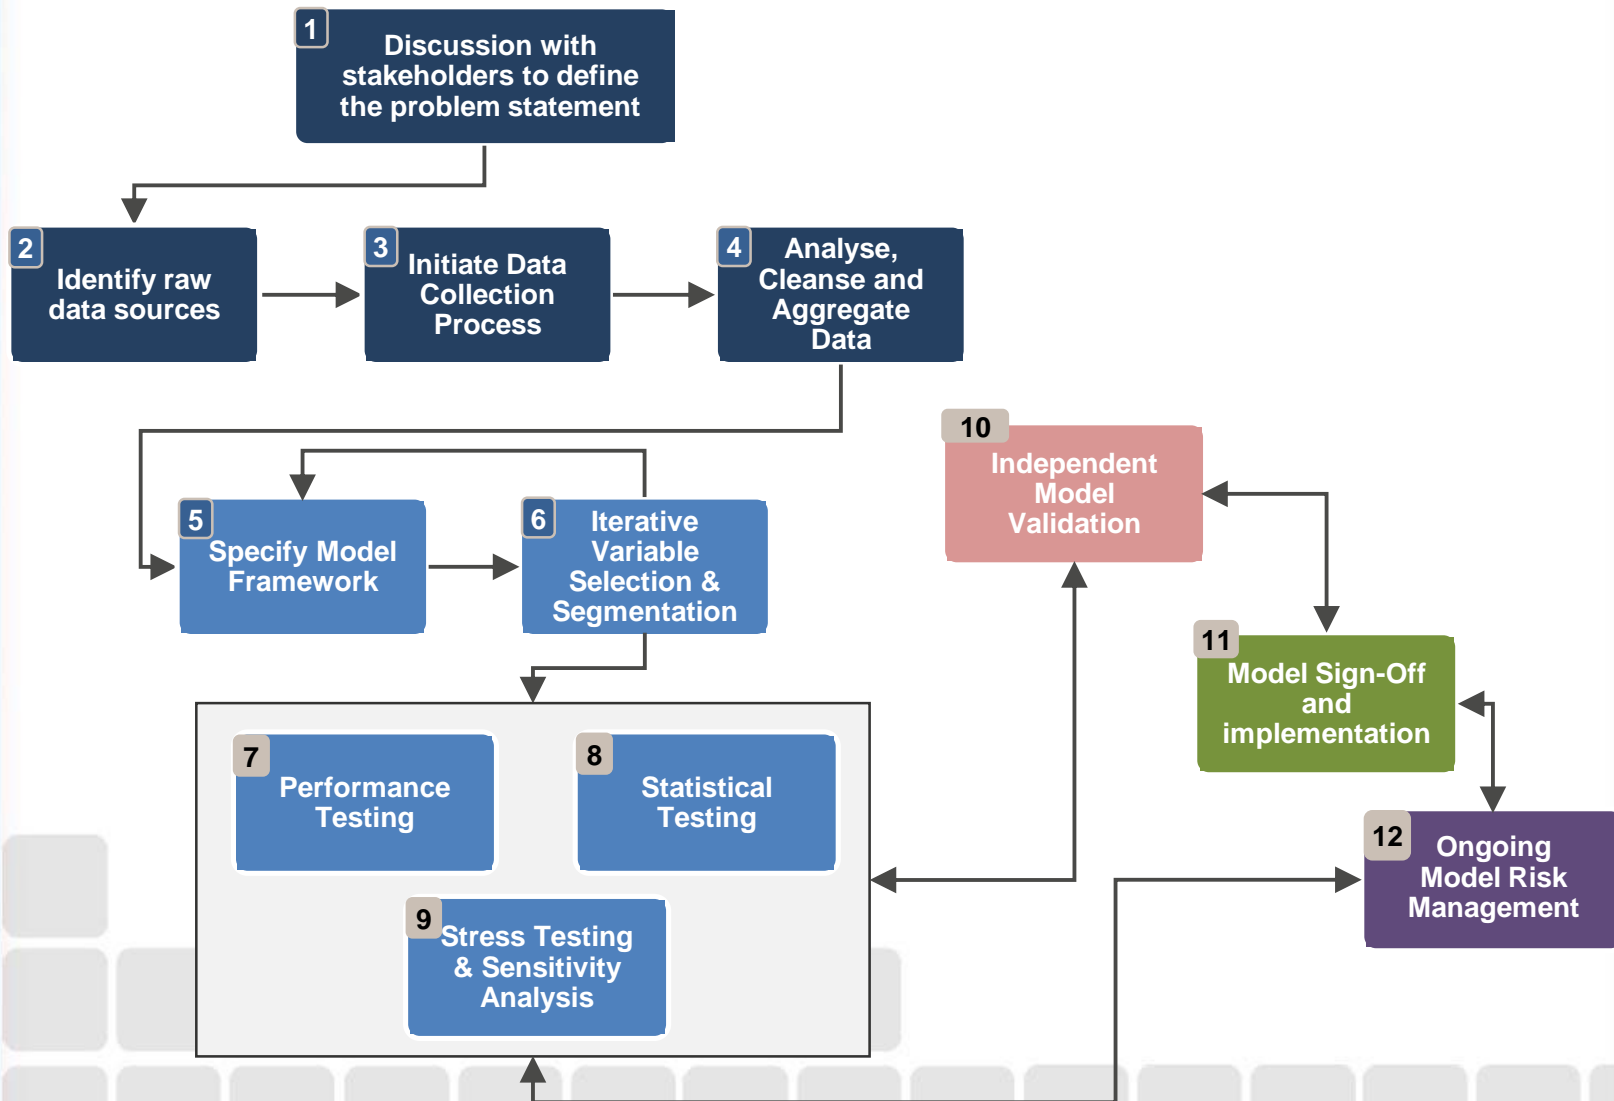 1
Discussion with
stakeholders to define
the problem statement
2
Identify raw
data sources
3
Initiate Data
Collection
Process
4
Analyse,
Cleanse and
Aggregate
Data
5
Specify Model
Framework
6
Iterative
Variable
Selection &
Segmentation
7
Performance
Testing
8
Statistical
Testing
9
Stress Testing
& Sensitivity
Analysis
10
Independent
Model
Validation
11
Model Sign-Off
and
implementation
12
Ongoing
Model Risk
Management